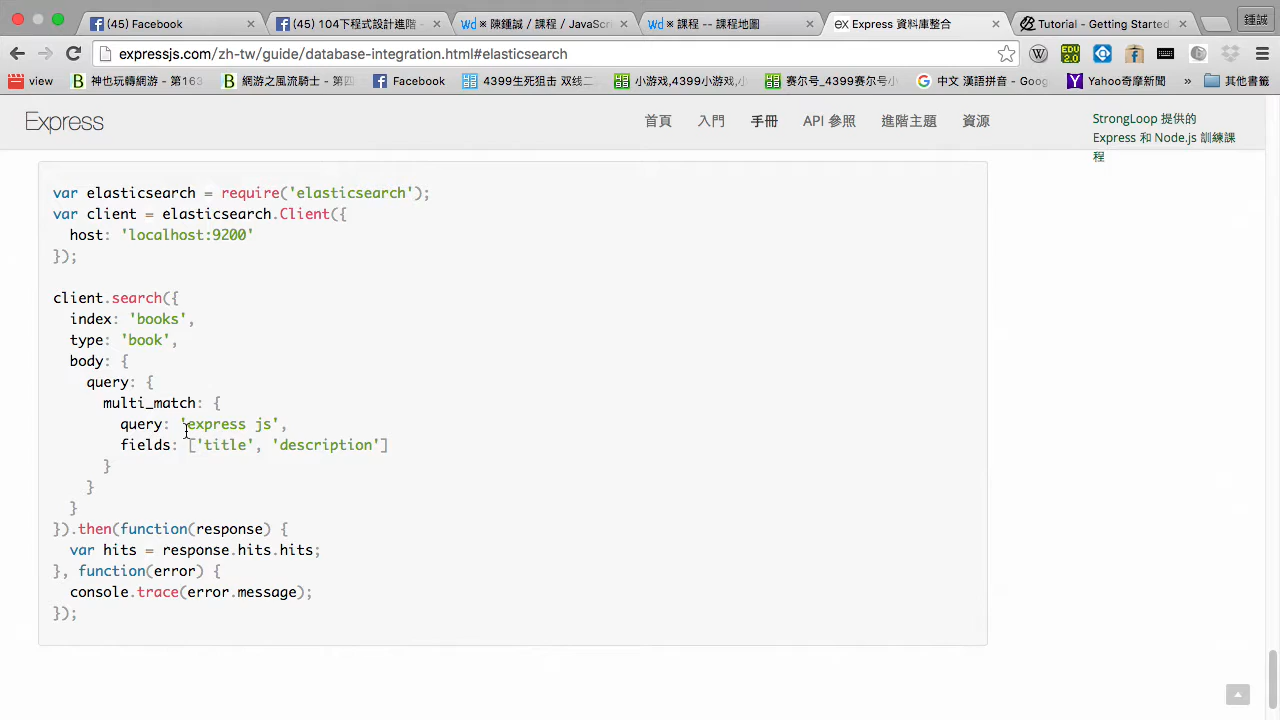 (45) Facebook
(45) 104下程式設計進階 -
※ 陳鍾誠 / 課程 / JavaScri
※ 課程 -- 課程地圖
Express 資料庫整合
Tutorial - Getting Started
鍾誠
expressjs.com/zh-tw/guide/database-integration.html#elasticsearch
view
神也玩轉網游 - 第163
網游之風流騎士 - 第四
Facebook
4399生死狙击 双线二
小游戏,4399小游戏,小
赛尔号_4399赛尔号小
中文 漢語拼音 - Goog
Yahoo奇摩新聞
»
其他書籤
Express
首頁
入門
手冊
API 參照
進階主題
資源
StrongLoop 提供的
Express 和 Node.js 訓練課
程
var elasticsearch = require('elasticsearch');
var client = elasticsearch.Client({
host: 'localhost:9200'
});
client.search({
index: 'books',
type: 'book',
body: {
query: {
multi_match: {
query: 'express js',
fields: ['title', 'description']
}
}
}
}).then(function(response) {
var hits = response.hits.hits;
}, function(error) {
console.trace(error.message);
});